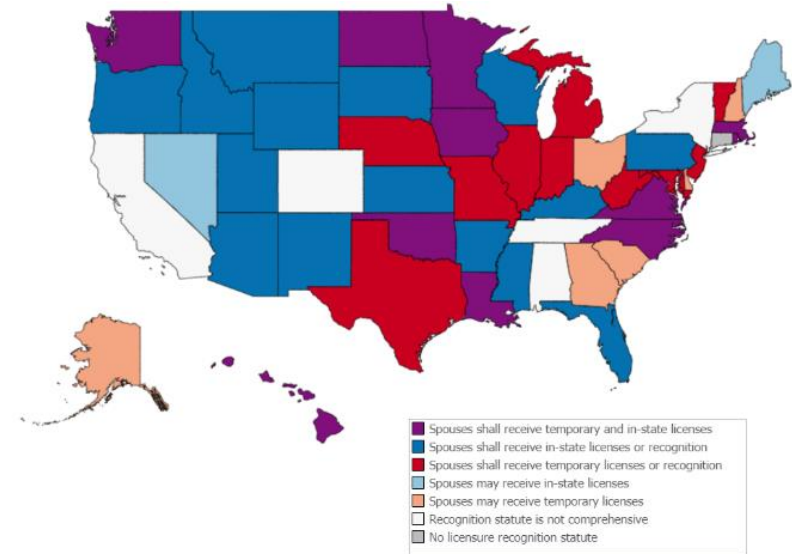 Spouses shall receive temporary and in-state licenses
Spouses shall receive in-state licenses or recognition
Spouses shall receive temporary licenses or recognition
Spouses may receive in-state licenses
Spouses may receive temporary licenses
Recognition statute is not comprehensive
No licensure recognition statute